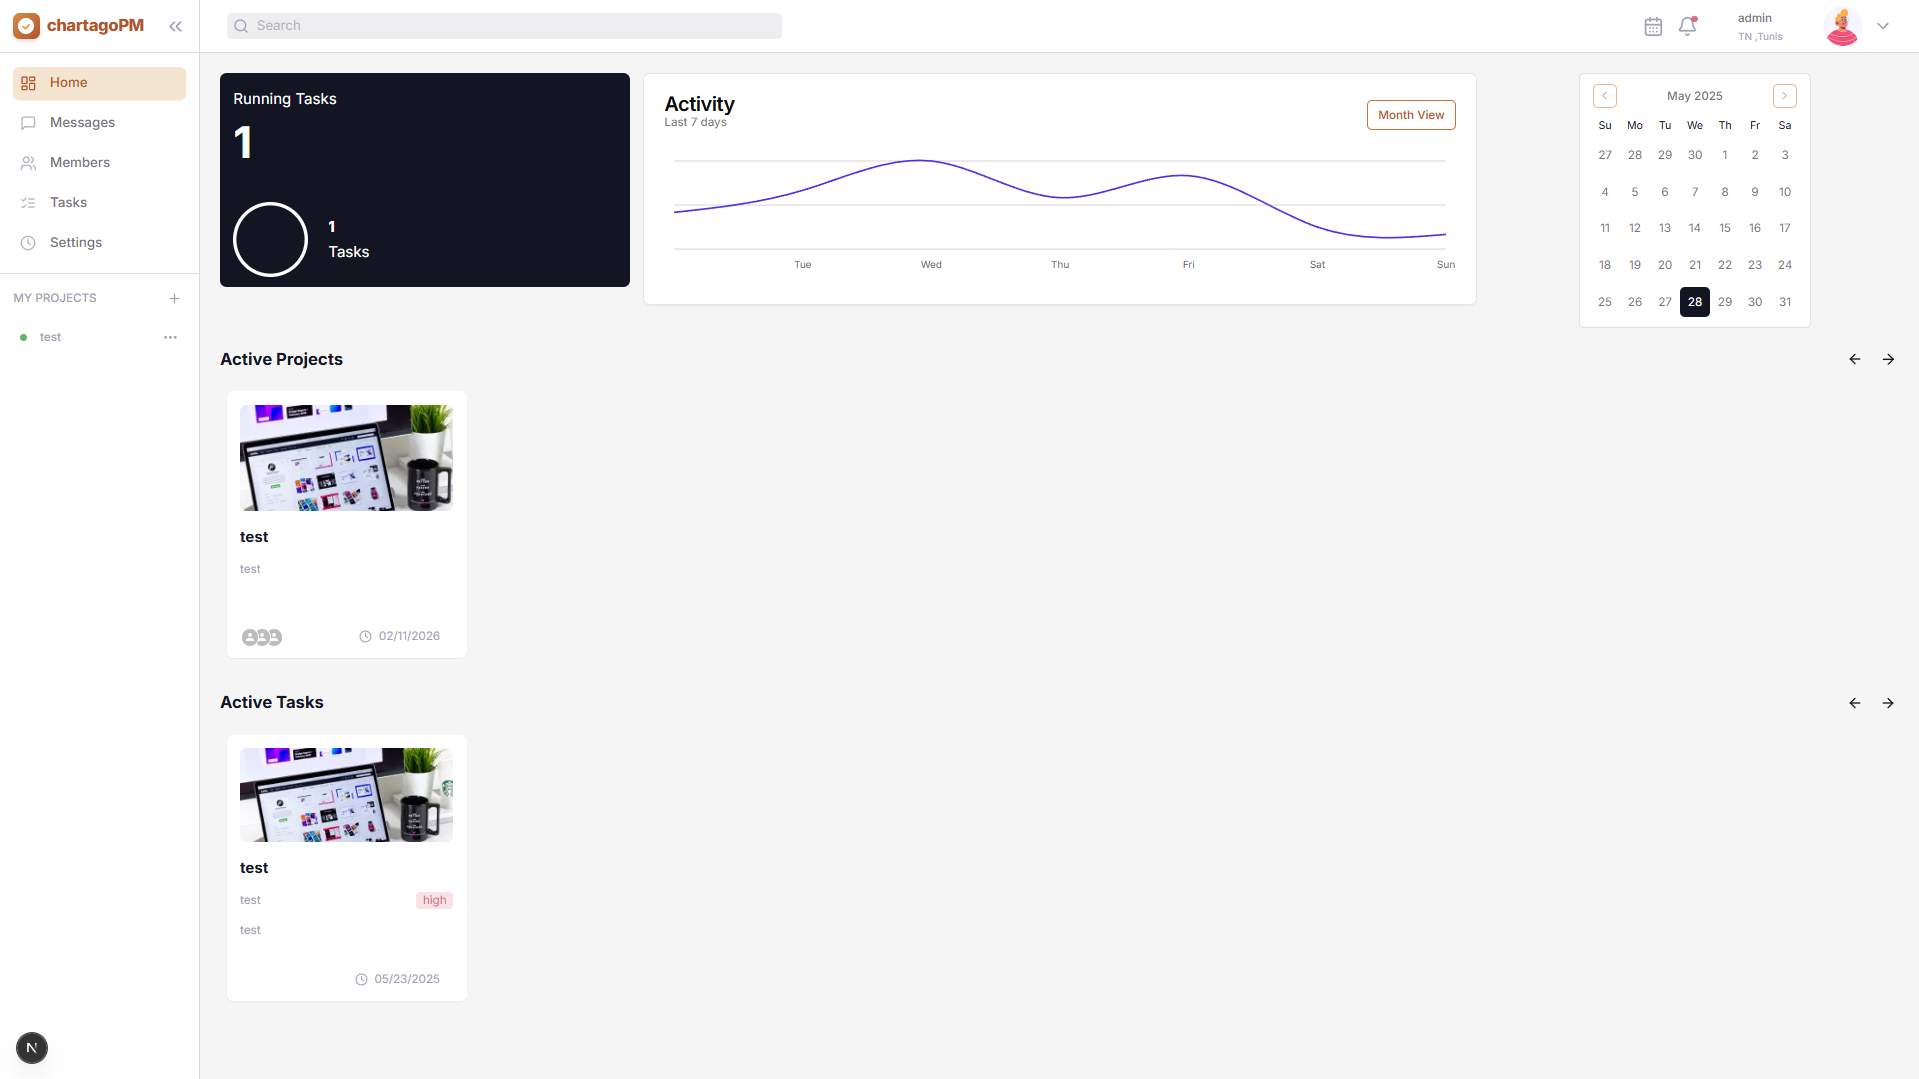 chartagoPM
Search
admin
TN ,Tunis
Home
Messages
Members
Tasks
Settings
MY PROJECTS
test
Running Tasks
1
1
Tasks
Activity
Last 7 days
Month View
Tue Wed Thu Fri Sat Sun
May 2025
Su Mo Tu We Th Fr Sa
27 28 29 30 1 2 3
4 5 6 7 8 9 10
11 12 13 14 15 16 17
18 19 20 21 22 23 24
25 26 27 28 29 30 31
Active Projects
test
test
02/11/2026
Active Tasks
test
test high
test
05/23/2025
N